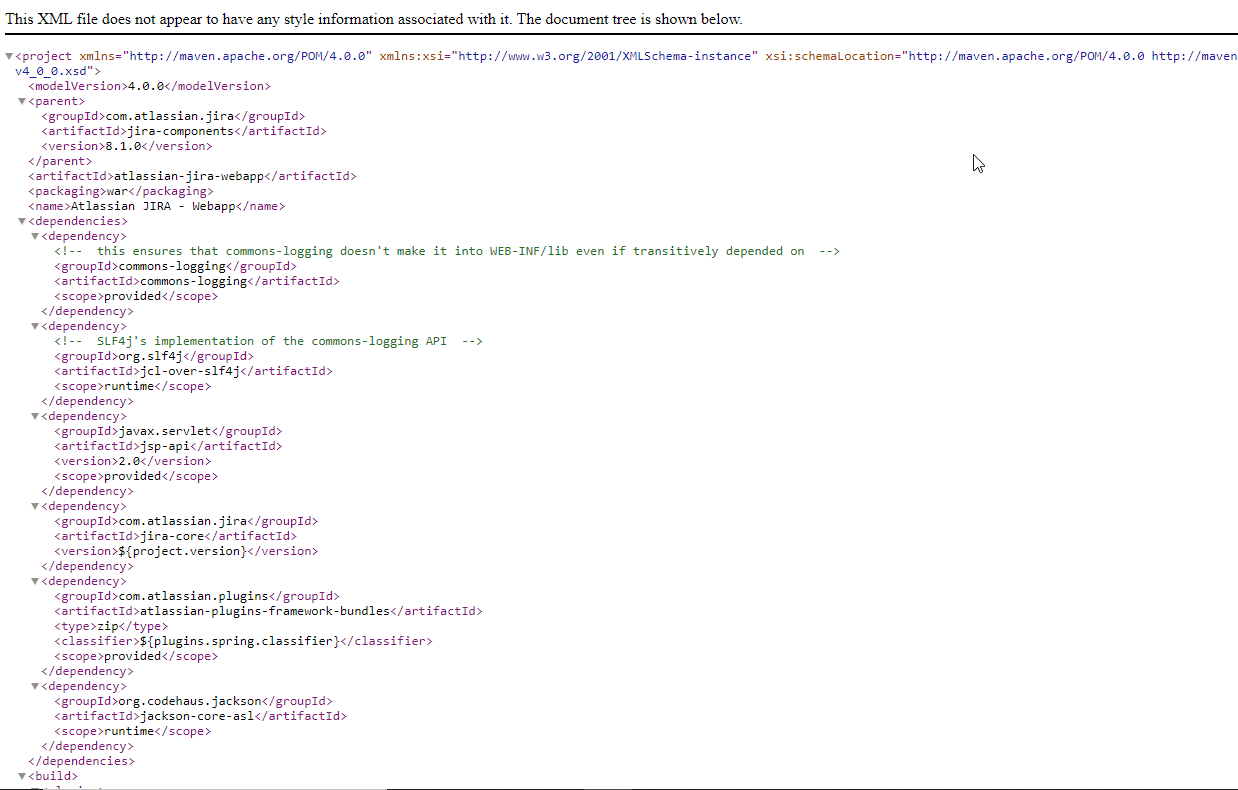 This XML file does not appear to have any style information associated with it. The document tree is shown below.
▼<project xmlns="http://maven.apache.org/POM/4.0.0" xmlns:xsi="http://www.w3.org/2001/XMLSchema-instance" xsi:schemaLocation="http://maven.apache.org/POM/4.0.0 http://maven
v4_0_0.xsd">
<modelVersion>4.0.0</modelVersion>
▼<parent>
<groupId>com.atlassian.jira</groupId>
<artifactId>jira-components</artifactId>
<version>8.1.0</version>
</parent>
<artifactId>atlassian-jira-webapp</artifactId>
<packaging>war</packaging>
<name>Atlassian JIRA - Webapp</name>
▼<dependencies>
▼<dependency>
<!-- this ensures that commons-logging doesn't make it into WEB-INF/lib even if transitively depended on -->
<groupId>commons-logging</groupId>
<artifactId>commons-logging</artifactId>
<scope>provided</scope>
</dependency>
▼<dependency>
<!-- SLF4j's implementation of the commons-logging API -->
<groupId>org.slf4j</groupId>
<artifactId>jcl-over-slf4j</artifactId>
<scope>runtime</scope>
</dependency>
▼<dependency>
<groupId>javax.servlet</groupId>
<artifactId>jsp-api</artifactId>
<version>2.0</version>
<scope>provided</scope>
</dependency>
▼<dependency>
<groupId>com.atlassian.jira</groupId>
<artifactId>jira-core</artifactId>
<version>${project.version}</version>
</dependency>
▼<dependency>
<groupId>com.atlassian.plugins</groupId>
<artifactId>atlassian-plugins-framework-bundles</artifactId>
<type>zip</type>
<classifier>${plugins.spring.classifier}</classifier>
<scope>provided</scope>
</dependency>
▼<dependency>
<groupId>org.codehaus.jackson</groupId>
<artifactId>jackson-core-asl</artifactId>
<scope>runtime</scope>
</dependency>
</dependencies>
▼<build>